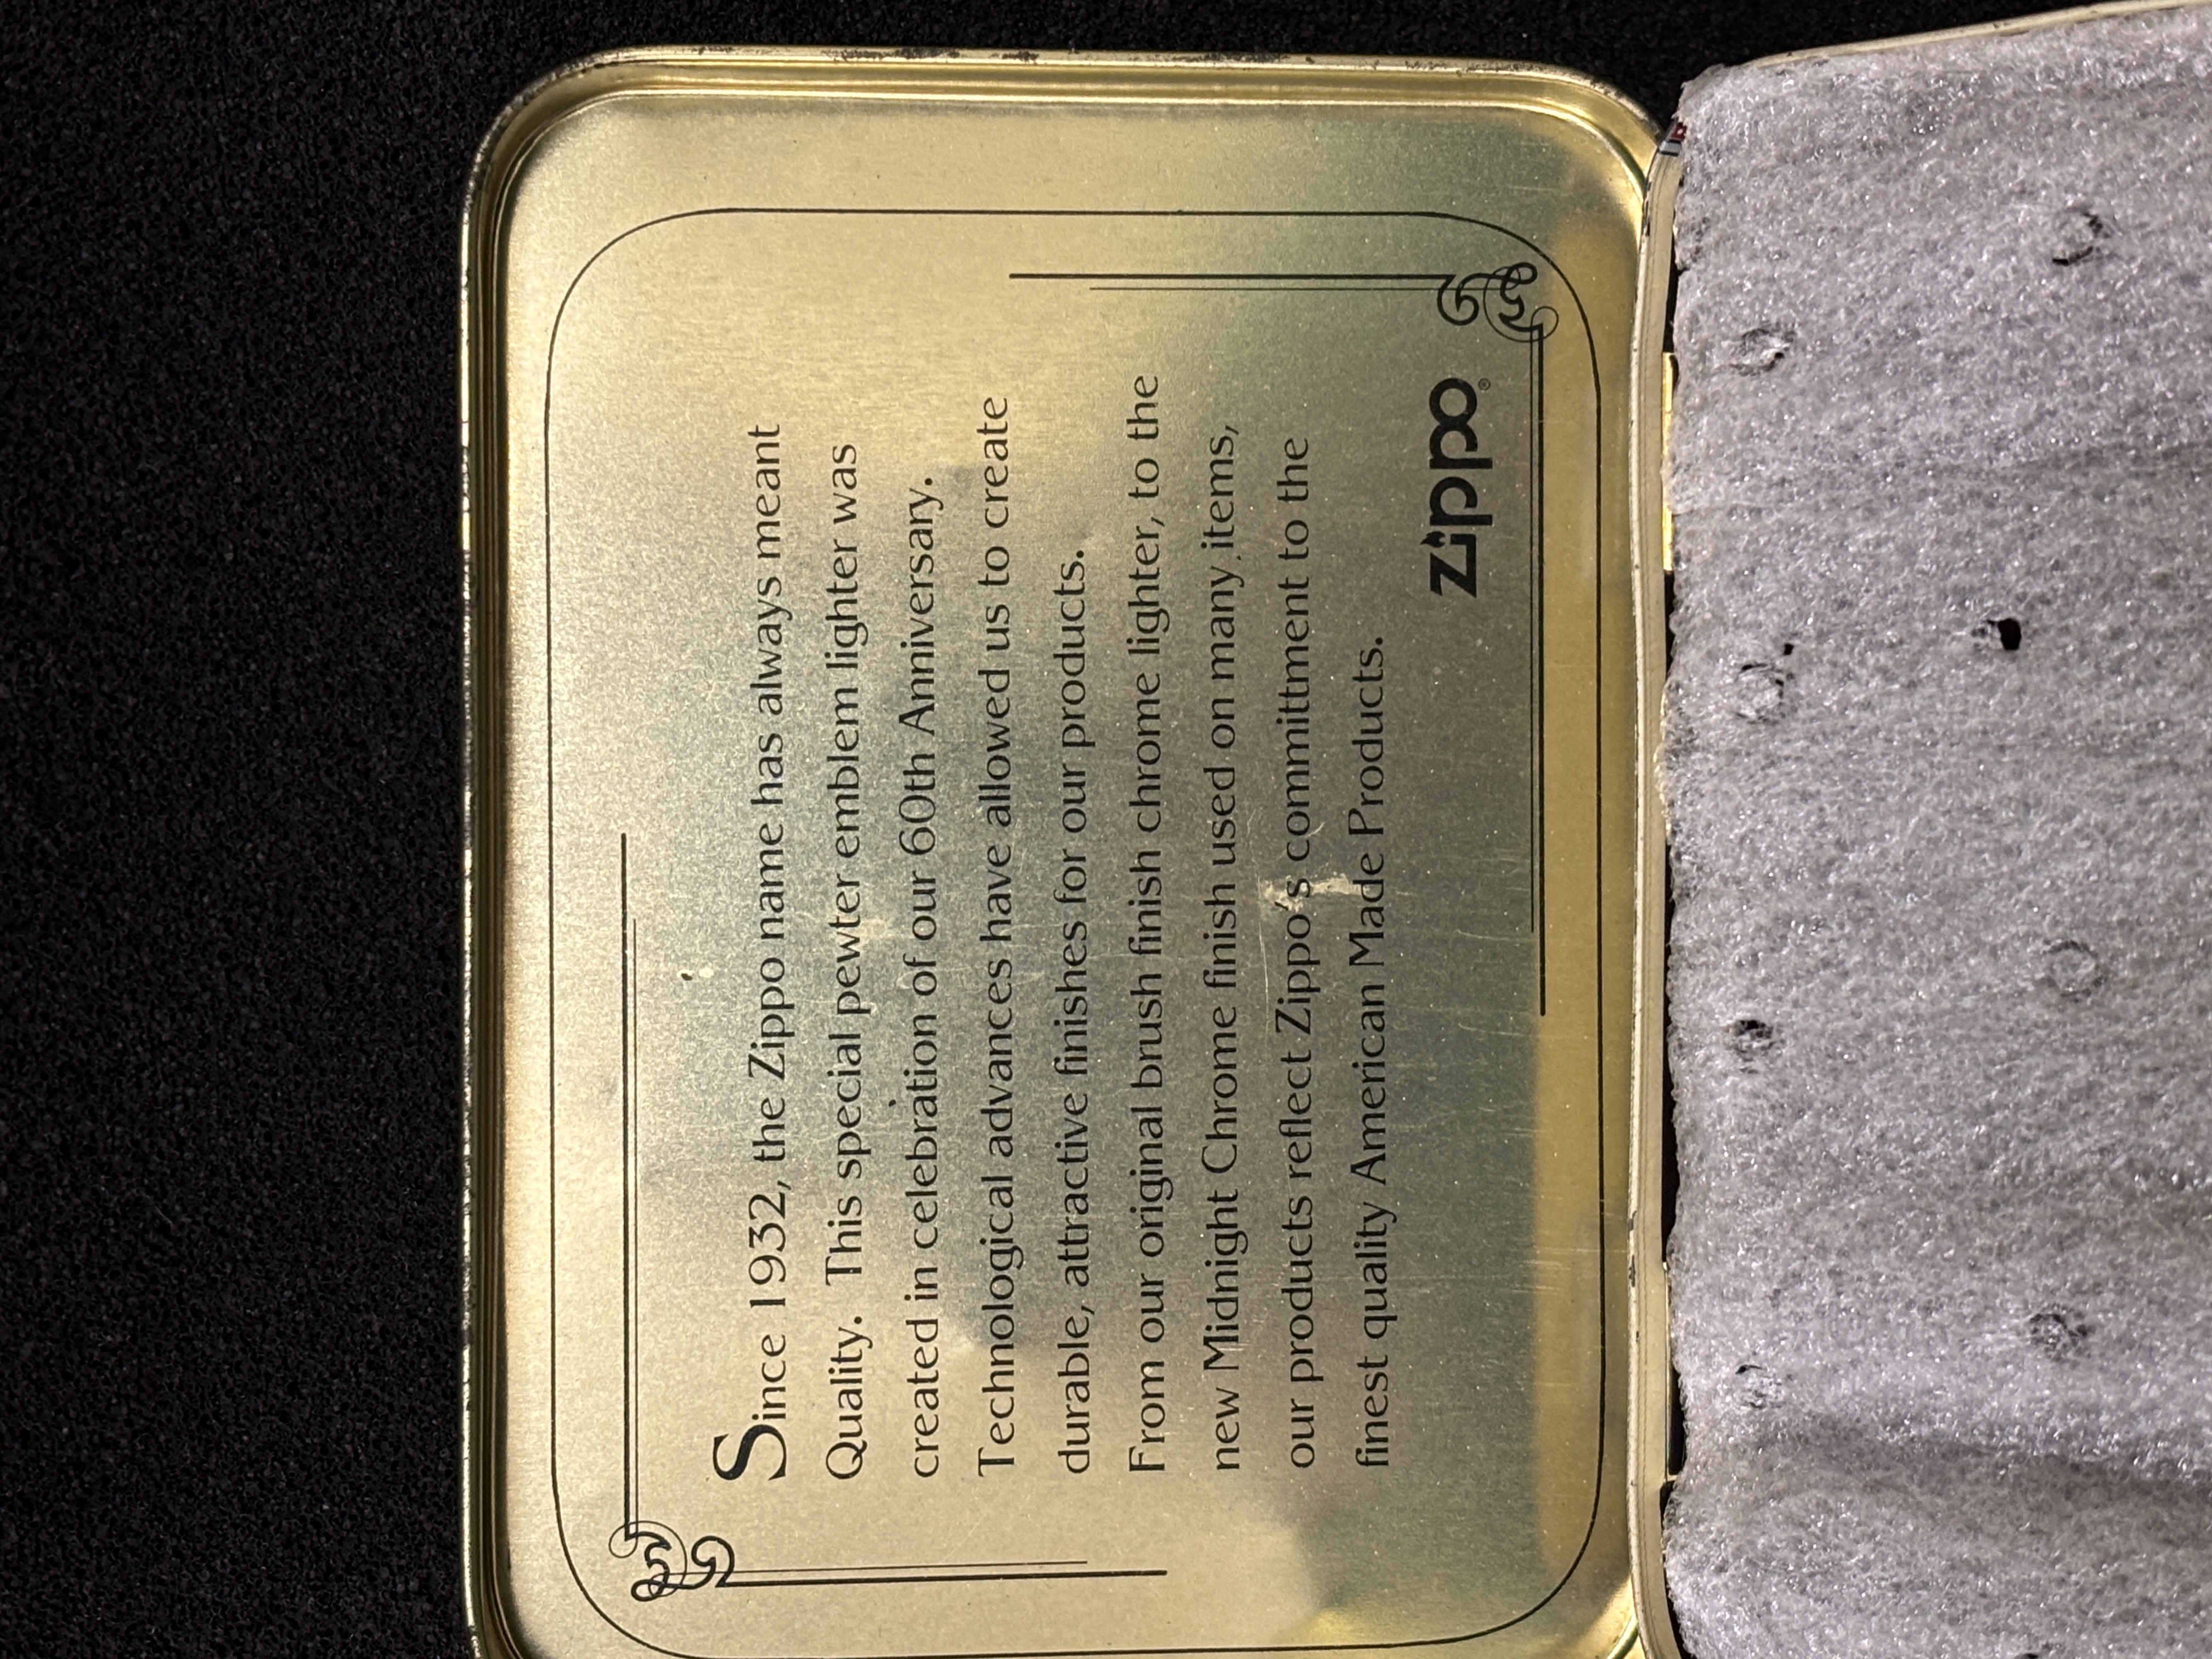 Since 1932, the Zippo name has always meant
Quality. This special pewter emblem lighter was
created in celebration of our 60th Anniversary.
Technological advances have allowed us to create
durable, attractive finishes for our products.
From our original brush finish chrome lighter, to the
new Midnight Chrome finish used on many items,
our products reflect Zippo's committment to the
finest quality American Made Products.
zippo®